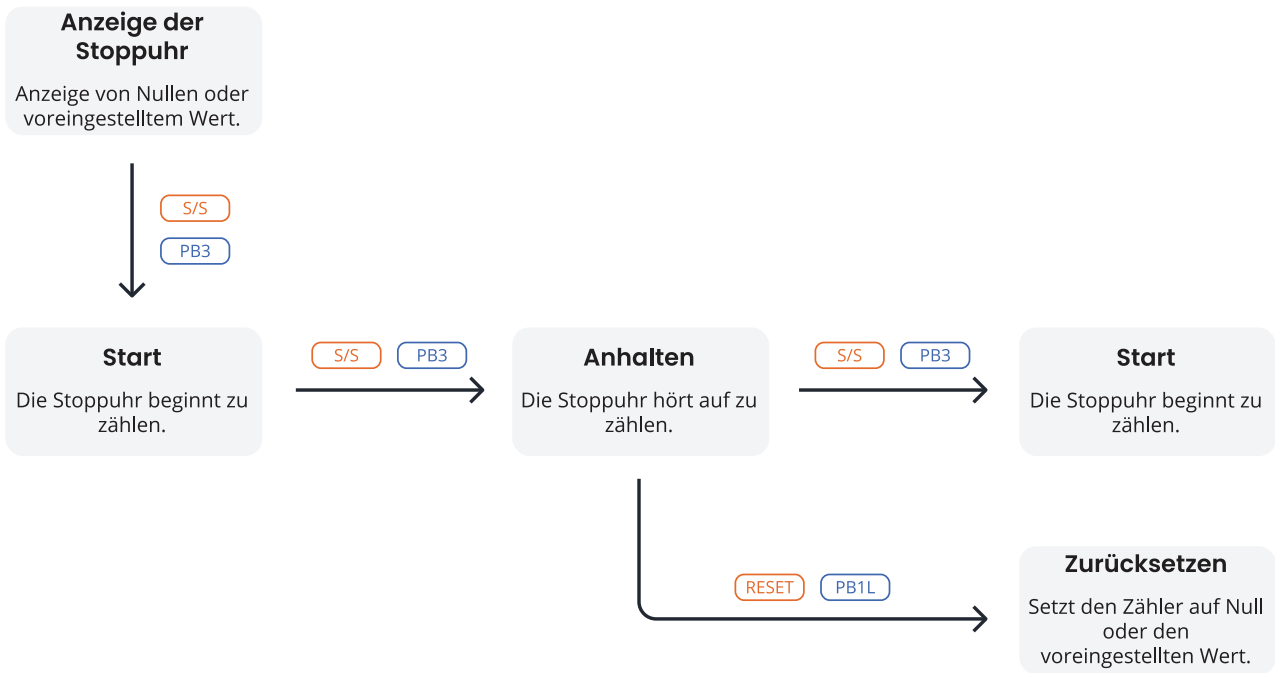 Anzeige der
Stoppuhr
Anzeige von Nullen oder
voreingestelltem Wert.
S/S
PB3
Start
Die Stoppuhr beginnt zu
zählen.
S/S PB3
Anhalten
Die Stoppuhr hört auf zu
zählen.
S/S PB3
Start
Die Stoppuhr beginnt zu
zählen.
RESET PB1L
Zurücksetzen
Setzt den Zähler auf Null
oder den
voreingestellten Wert.